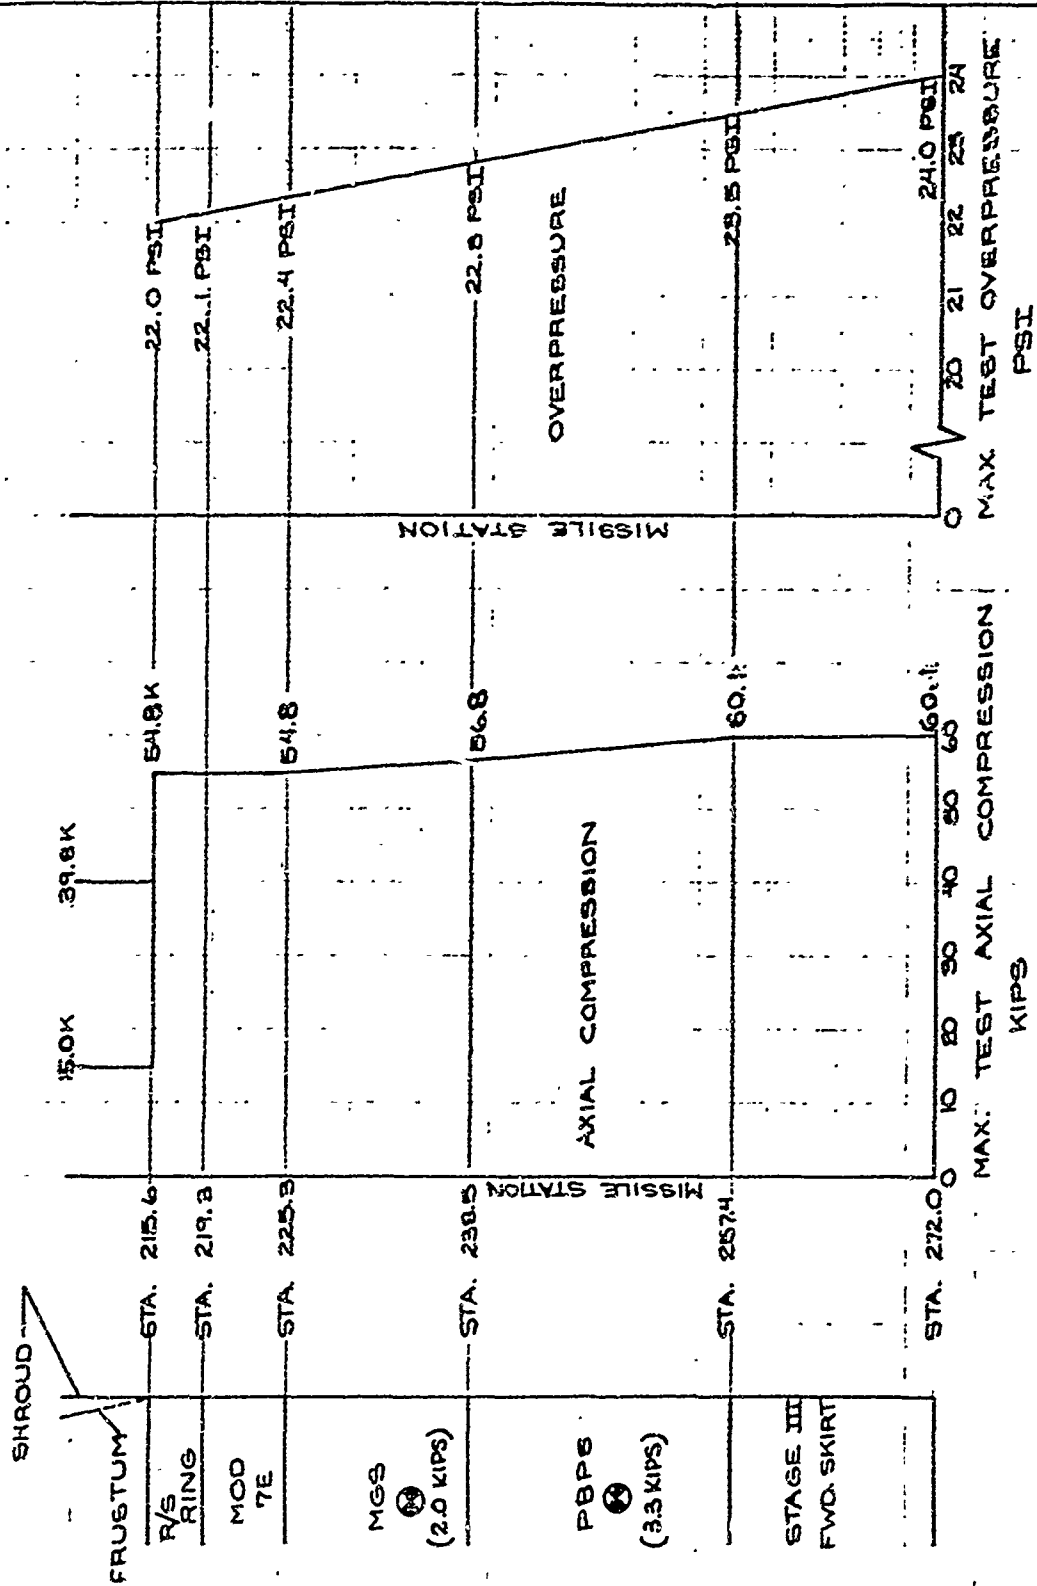 SHROUD
FRUSTUM
R/S
RING
MOD
7E
MGS
(2.0 KIPS)
PBPS
(3.3 KIPS)
STAGE III
FWD. SKIRT
STA. 215.6
STA. 219.3
STA. 225.3
STA. 238.5
STA. 257.4
STA. 272.0
MISSILE STATION
15.0K
39.8K
54.8K
54.8
56.8
60.1
60.1
AXIAL COMPRESSION
0 10 20 30 40 50 60
MAX. TEST AXIAL COMPRESSION
KIPS
MISSILE STATION
22.0 PSI
22.1 PSI
22.4 PSI
22.8 PSI
23.5 PSI
24.0 PSI
OVERPRESSURE
0 20 21 22 23 24
MAX. TEST OVERPRESSURE
PSI